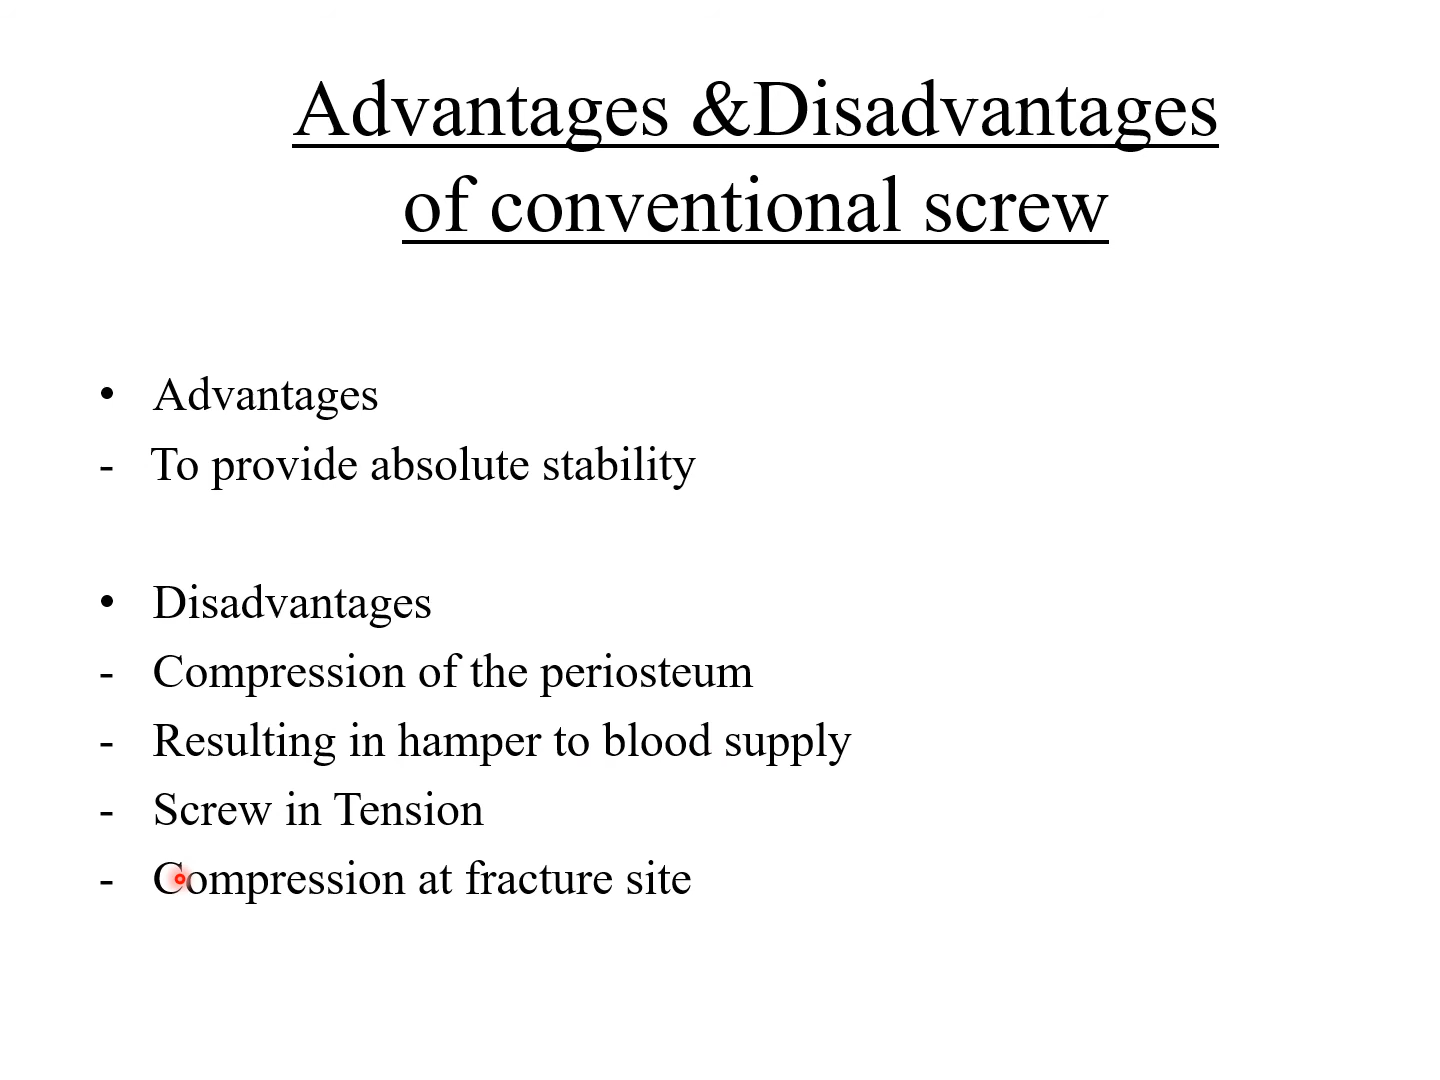 Advantages &Disadvantages
of conventional screw
• Advantages
- To provide absolute stability
• Disadvantages
- Compression of the periosteum
- Resulting in hamper to blood supply
- Screw in Tension
- Compression at fracture site